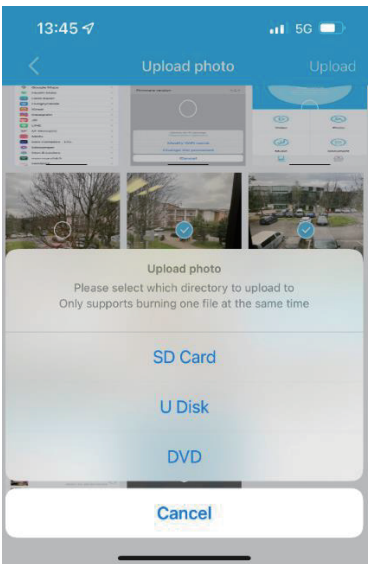 13:45
5G
Upload photo
Upload
Upload photo
Please select which directory to upload to
Only supports burning one file at the same time
SD Card
U Disk
DVD
Cancel